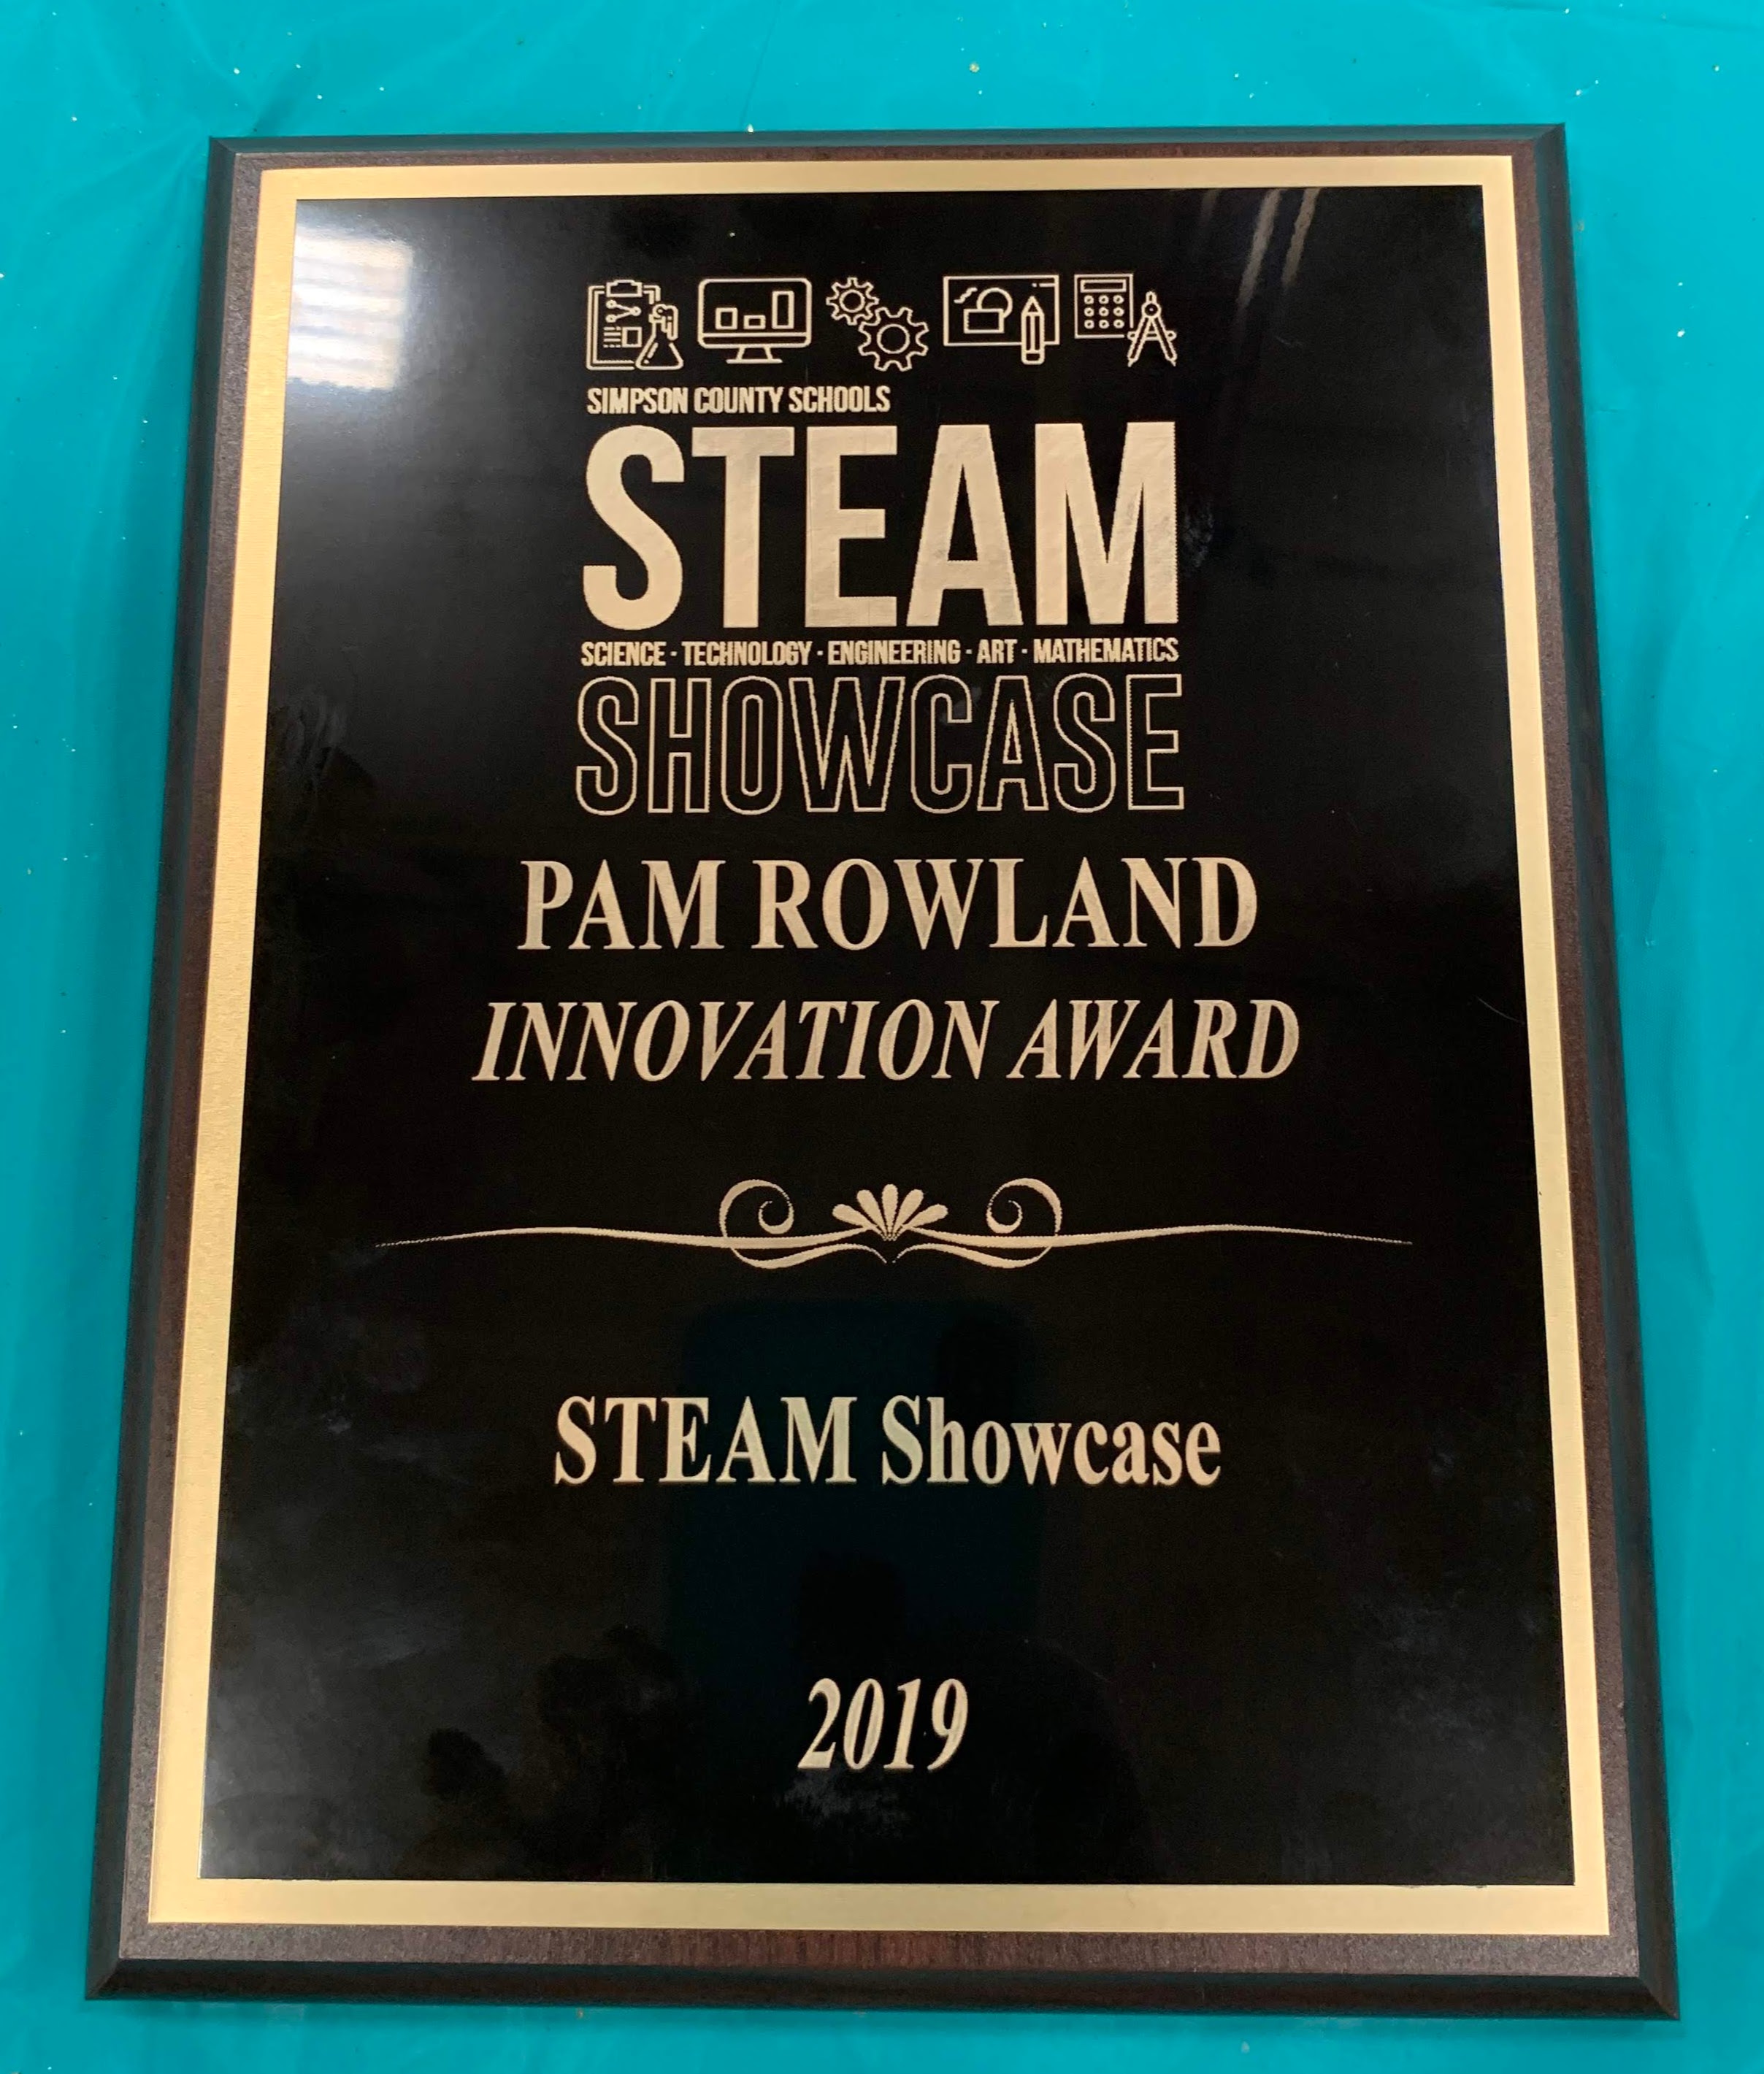 SIMPSON COUNTY SCHOOLS
STEAM
SCIENCE · TECHNOLOGY · ENGINEERING · ART · MATHEMATICS
SHOWCASE
PAM ROWLAND
INNOVATION AWARD
STEAM Showcase
2019